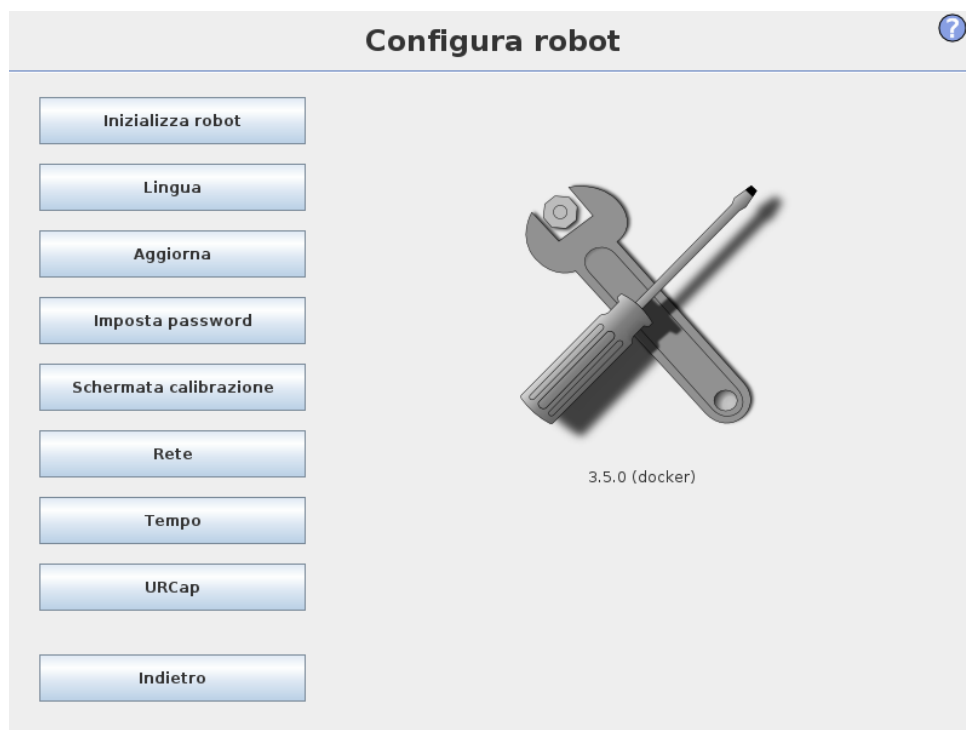 Configura robot
?
Inizializza robot
Lingua
Aggiorna
Imposta password
Schermata calibrazione
Rete
Tempo
URCap
Indietro
3.5.0 (docker)